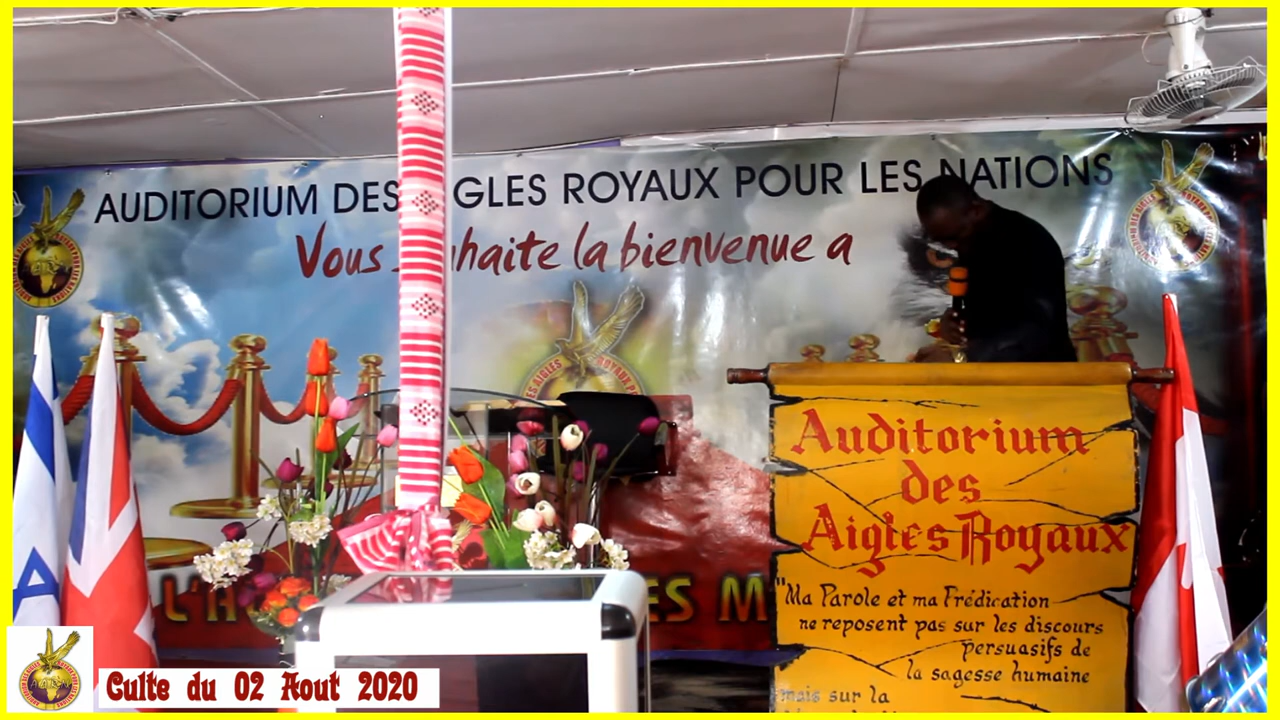 AUDITORIUM DES GLES ROYAUX POUR LES NATIONS
Vous uhaite la bienvenue a
Auditorium
des
Aigles Royaux
"Ma Parole et ma Prédication
ne reposent pas sur les discours
persuasifs de
la sagesse humaine
mais sur la
Culte du 02 Aout 2020